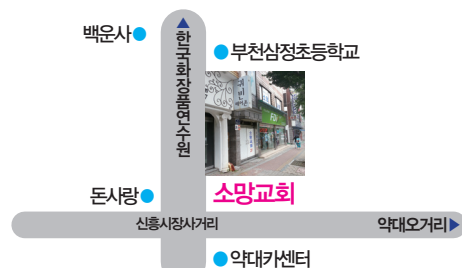 백운사
▲
한국화장품연수원
부천삼정초등학교
소망교회
돈사랑
신흥시장사거리
약대오거리▶
약대카센터